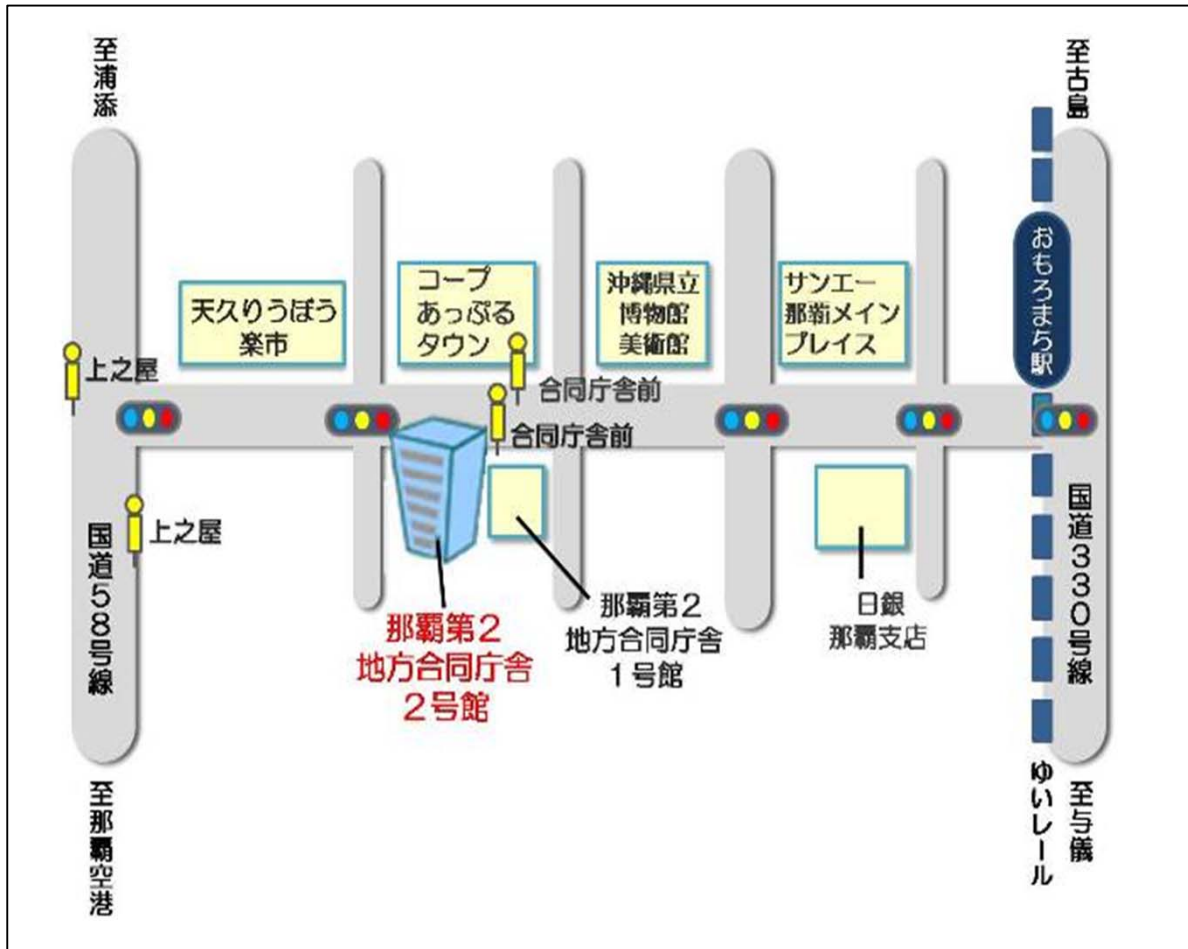 至浦添
至古島
おもろまち駅
天久りうぼう
楽市
コープ
あっぷる
タウン
沖縄県立
博物館
美術館
サンエー
那覇メイン
プレイス
上之屋
合同庁舎前
合同庁舎前
上之屋
国道58号線
国道330号線
那覇第2
地方合同庁舎
2号館
那覇第2
地方合同庁舎
1号館
日銀
那覇支店
至那覇空港
ゆいレール
至与儀